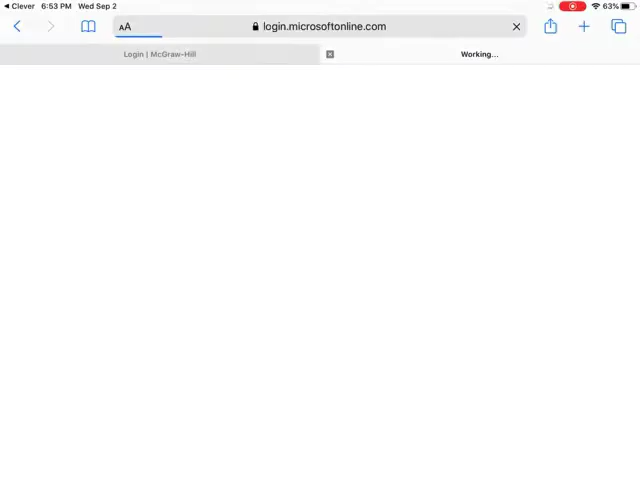 Clever 6:53 PM Wed Sep 2 63%
AA login.microsoftonline.com
Login | McGraw-Hill Working...